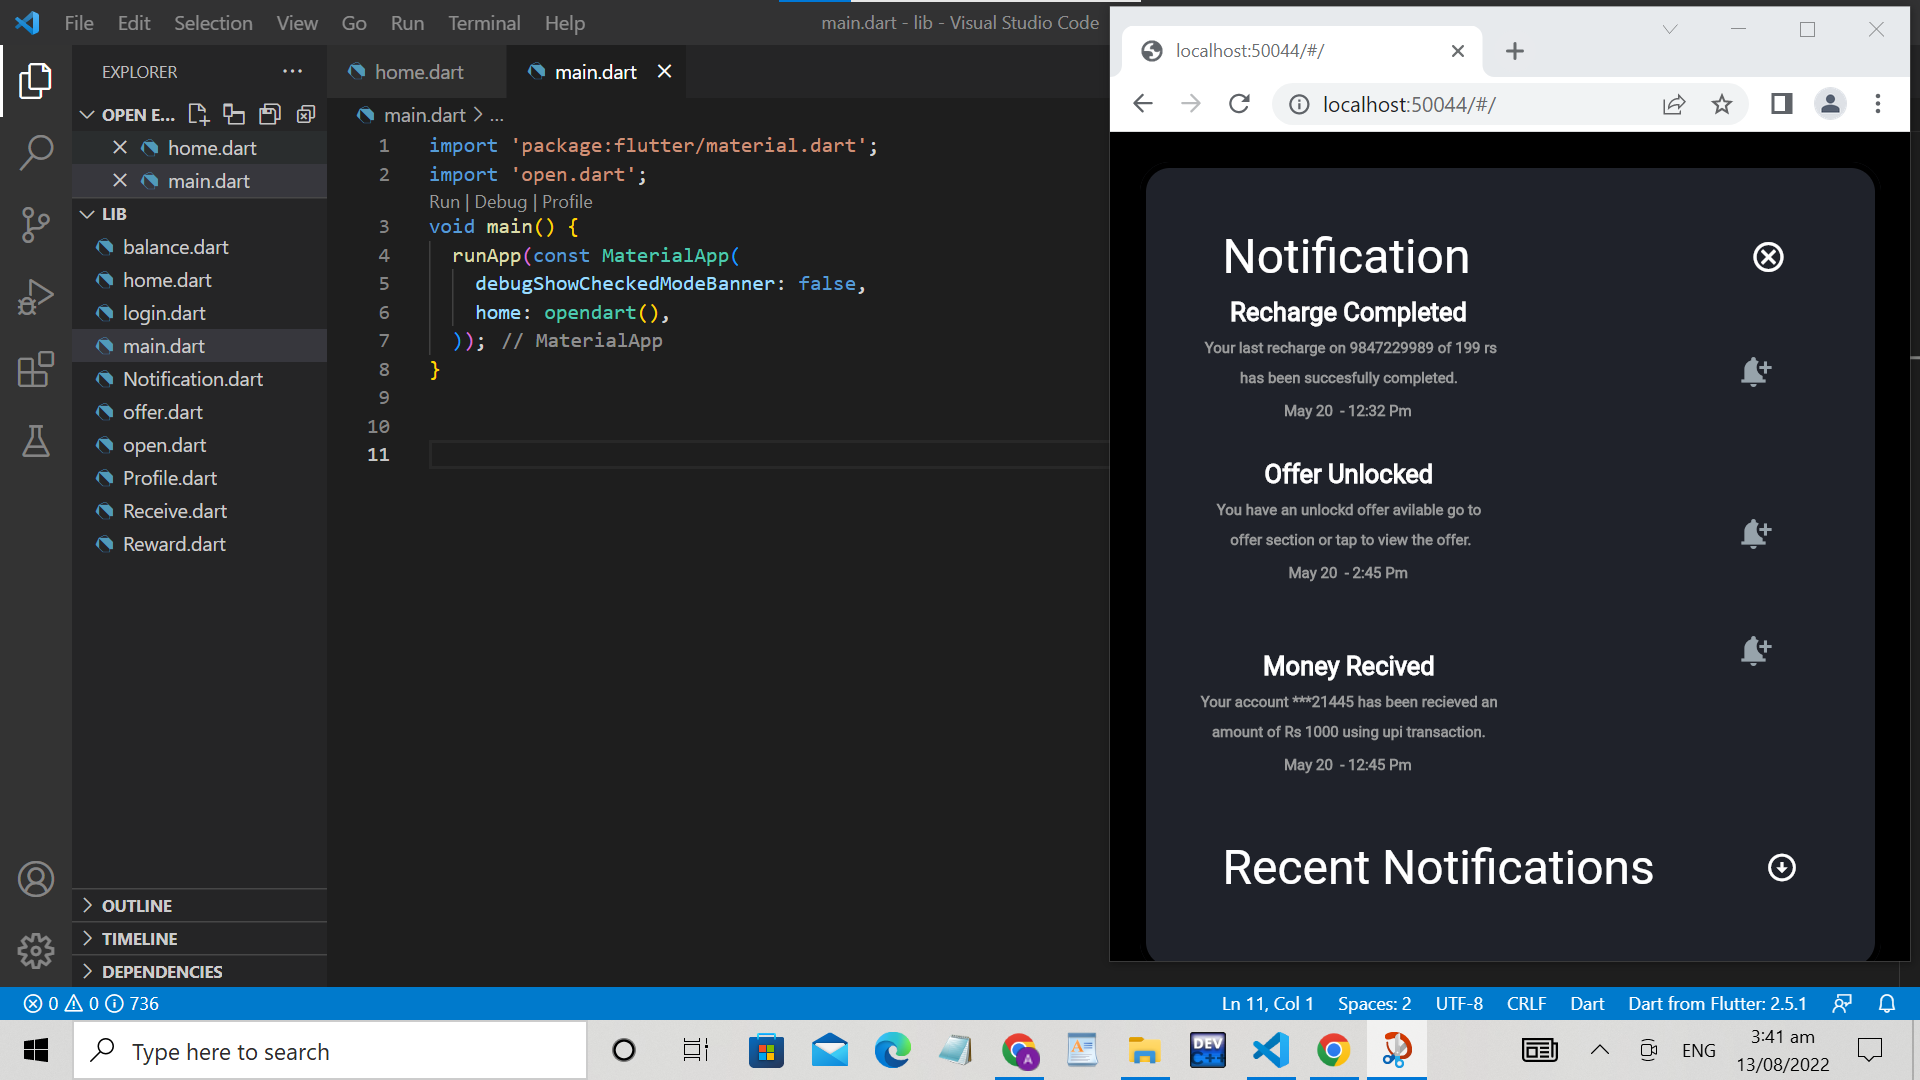 File Edit Selection View Go Run Terminal Help
main.dart - lib - Visual Studio Code
EXPLORER
OPEN E...
home.dart
main.dart
LIB
balance.dart
home.dart
login.dart
main.dart
Notification.dart
offer.dart
open.dart
Profile.dart
Receive.dart
Reward.dart
OUTLINE
TIMELINE
DEPENDENCIES
home.dart
main.dart
main.dart > ...
1 import 'package:flutter/material.dart';
2 import 'open.dart';
Run | Debug | Profile
3 void main() {
4 runApp(const MaterialApp(
5 debugShowCheckedModeBanner: false,
6 home: opendart(),
7 )); // MaterialApp
8 }
9
10
11
localhost:50044/#/
localhost:50044/#/
Notification
Recharge Completed
Your last recharge on 9847229989 of 199 rs
has been succesfully completed.
May 20 - 12:32 Pm
Offer Unlocked
You have an unlockd offer avilable go to
offer section or tap to view the offer.
May 20 - 2:45 Pm
Money Recived
Your account ***21445 has been recieved an
amount of Rs 1000 using upi transaction.
May 20 - 12:45 Pm
Recent Notifications
0 0 736
Ln 11, Col 1 Spaces: 2 UTF-8 CRLF Dart Dart from Flutter: 2.5.1
Type here to search
A
DEV
C++
ENG
3:41 am
13/08/2022